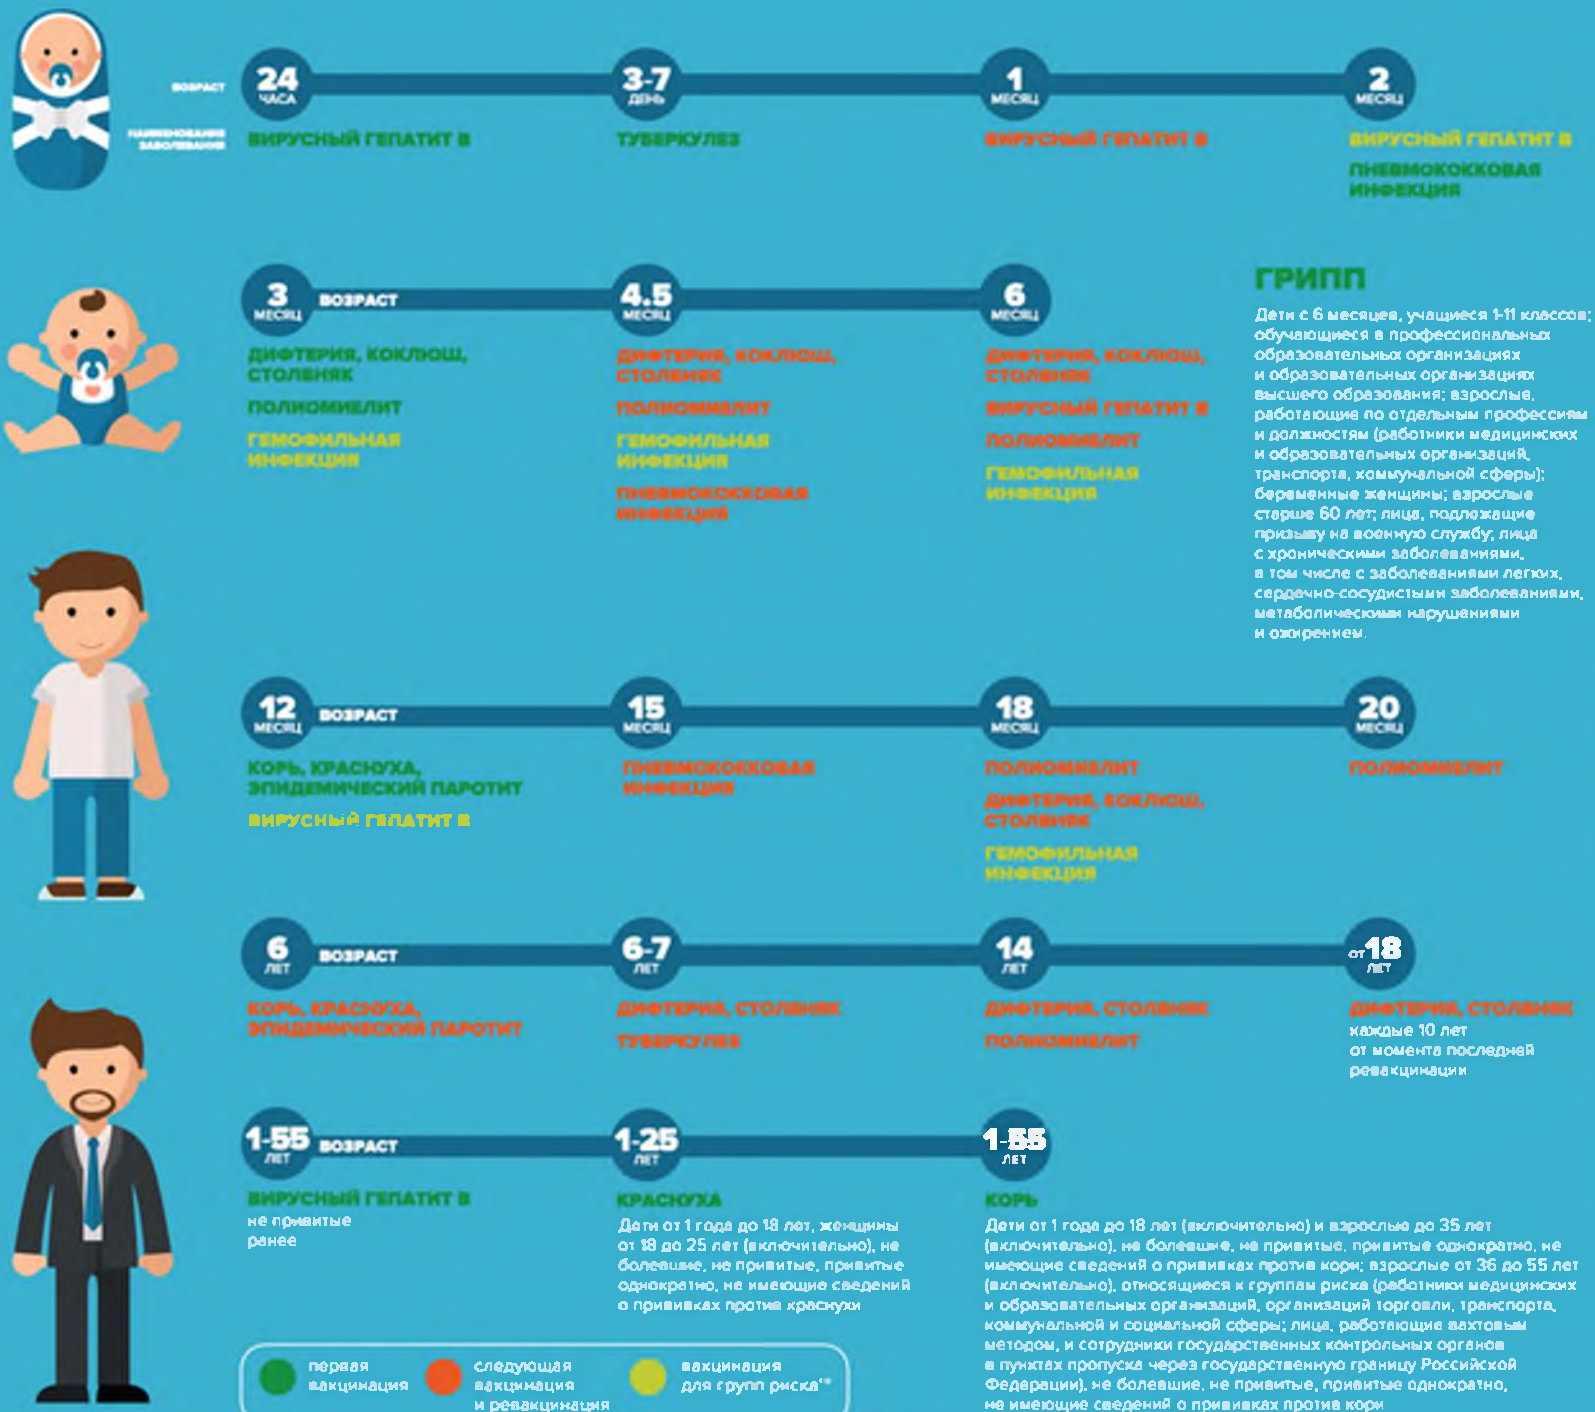 ВОЗРАСТ
24
ЧАСА
3-7
ДЕНЬ
1
МЕСЯЦ
2
МЕСЯЦ
НАИМЕНОВАНИЕ
ЗАБОЛЕВАНИЯ
ВИРУСНЫЙ ГЕПАТИТ В
ТУБЕРКУЛЕЗ
ВИРУСНЫЙ ГЕПАТИТ В
ВИРУСНЫЙ ГЕПАТИТ В
ПНЕВМОКОККОВАЯ
ИНФЕКЦИЯ
3
МЕСЯЦ
ВОЗРАСТ
4.5
МЕСЯЦ
6
МЕСЯЦ
ДИФТЕРИЯ, КОКЛЮШ,
СТОЛБНЯК
ПОЛИОМИЕЛИТ
ГЕМОФИЛЬНАЯ
ИНФЕКЦИЯ
ДИФТЕРИЯ, КОКЛЮШ,
СТОЛБНЯК
ПОЛИОМИЕЛИТ
ГЕМОФИЛЬНАЯ
ИНФЕКЦИЯ
ПНЕВМОКОККОВАЯ
ИНФЕКЦИЯ
ДИФТЕРИЯ, КОКЛЮШ,
СТОЛБНЯК
ВИРУСНЫЙ ГЕПАТИТ В
ПОЛИОМИЕЛИТ
ГЕМОФИЛЬНАЯ
ИНФЕКЦИЯ
ГРИПП
Дети с 6 месяцев, учащиеся 1-11 классов;
обучающиеся в профессиональных
образовательных организациях
и образовательных организациях
высшего образования; взрослые,
работающие по отдельным профессиям
и должностям (работники медицинских
и образовательных организаций,
транспорта, коммунальной сферы);
беременные женщины; взрослые
старше 60 лет; лица, подлежащие
призыву на военную службу; лица
с хроническими заболеваниями,
в том числе с заболеваниями легких,
сердечно-сосудистыми заболеваниями,
метаболическими нарушениями
и ожирением.
12
МЕСЯЦ
ВОЗРАСТ
15
МЕСЯЦ
18
МЕСЯЦ
20
МЕСЯЦ
КОРЬ, КРАСНУХА,
ЭПИДЕМИЧЕСКИЙ ПАРОТИТ
ВИРУСНЫЙ ГЕПАТИТ В
ПНЕВМОКОККОВАЯ
ИНФЕКЦИЯ
ПОЛИОМИЕЛИТ
ДИФТЕРИЯ, КОКЛЮШ,
СТОЛБНЯК
ГЕМОФИЛЬНАЯ
ИНФЕКЦИЯ
ПОЛИОМИЕЛИТ
6
ЛЕТ
ВОЗРАСТ
6-7
ЛЕТ
14
ЛЕТ
от 18
ЛЕТ
КОРЬ, КРАСНУХА,
ЭПИДЕМИЧЕСКИЙ ПАРОТИТ
ДИФТЕРИЯ, СТОЛБНЯК
ТУБЕРКУЛЕЗ
ДИФТЕРИЯ, СТОЛБНЯК
ПОЛИОМИЕЛИТ
ДИФТЕРИЯ, СТОЛБНЯК
каждые 10 лет
от момента последней
ревакцинации
1-55
ЛЕТ
ВОЗРАСТ
1-25
ЛЕТ
1-55
ЛЕТ
ВИРУСНЫЙ ГЕПАТИТ В
не привитые
ранее
КРАСНУХА
Дети от 1 года до 18 лет, женщины
от 18 до 25 лет (включительно), не
болевшие, не привитые, привитые
однократно, не имеющие сведений
о прививках против краснухи
КОРЬ
Дети от 1 года до 18 лет (включительно) и взрослые до 35 лет
(включительно), не болевшие, не привитые, привитые однократно, не
имеющие сведений о прививках против кори; взрослые от 36 до 55 лет
(включительно), относящиеся к группам риска (работники медицинских
и образовательных организаций, организаций торговли, транспорта,
коммунальной и социальной сферы; лица, работающие вахтовым
методом, и сотрудники государственных контрольных органов
в пунктах пропуска через государственную границу Российской
Федерации), не болевшие, не привитые, привитые однократно,
не имеющие сведений о прививках против кори
первая
вакцинация
следующая
вакцинация
и ревакцинация
вакцинация
для групп риска**